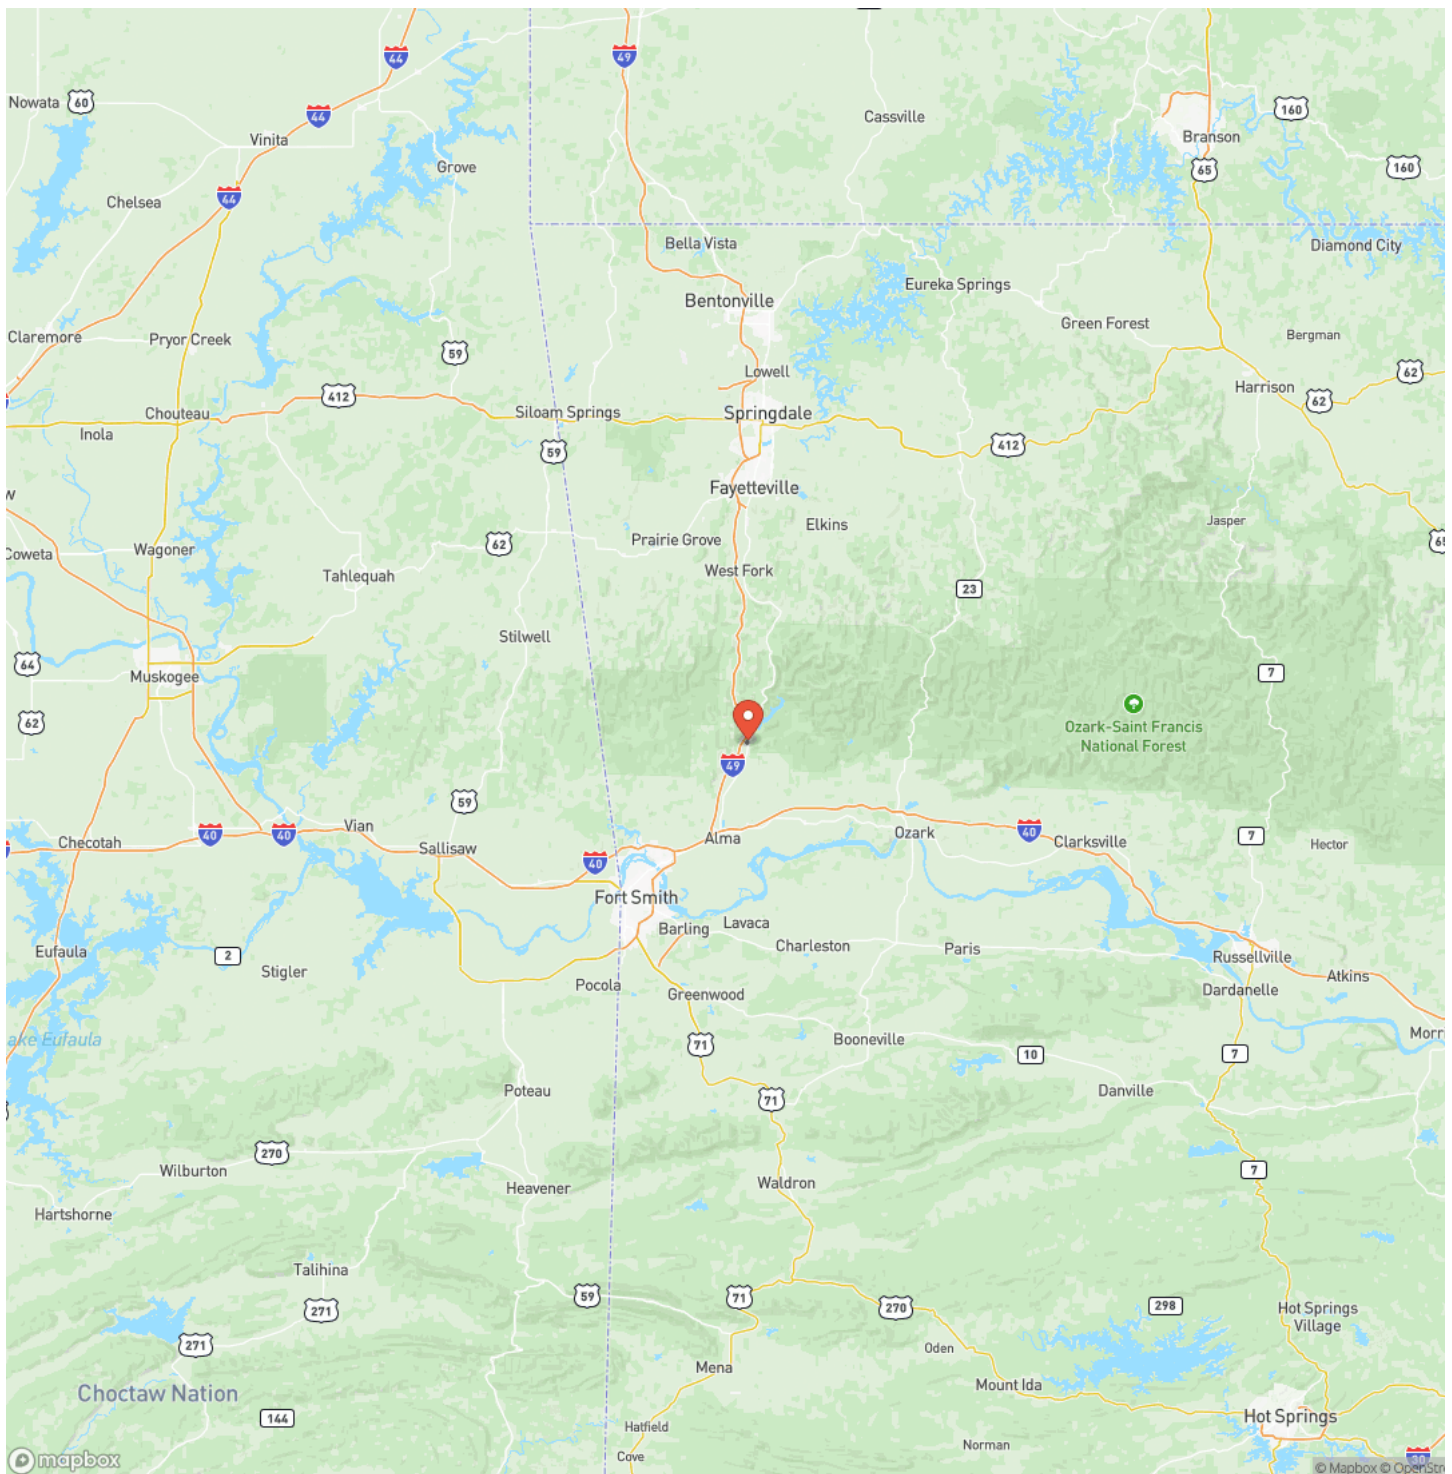 44
49
Nowata
60
44
Cassville
160
Branson
Vinita
Grove
65
160
44
Chelsea
Bella Vista
Diamond City
Eureka Springs
Bentonville
Green Forest
Bergman
Claremore
Pryor Creek
59
Lowell
62
Harrison
412
62
Chouteau
Siloam Springs
Springdale
Inola
412
59
Fayetteville
Jasper
Elkins
Prairie Grove
65
62
Coweta
Wagoner
West Fork
Tahlequah
23
Stilwell
64
7
Muskogee
62
Ozark-Saint Francis
National Forest
49
59
40
40
Vian
Alma
Ozark
40
Clarksville
7
Hector
Checotah
Sallisaw
40
Fort Smith
Lavaca
Barling
Charleston
Paris
Eufaula
2
Stigler
Russellville
Atkins
Pocola
Greenwood
Dardanelle
ake Eufaula
71
Booneville
10
7
Morr
Poteau
71
Danville
270
Wilburton
7
Heavener
Waldron
Hartshorne
Talihina
59
71
271
270
298
Hot Springs
Village
271
Oden
Mena
Choctaw Nation
Mount Ida
144
Hot Springs
Hatfield
Norman
Cove
30
mapbox
© Mapbox © OpenStre